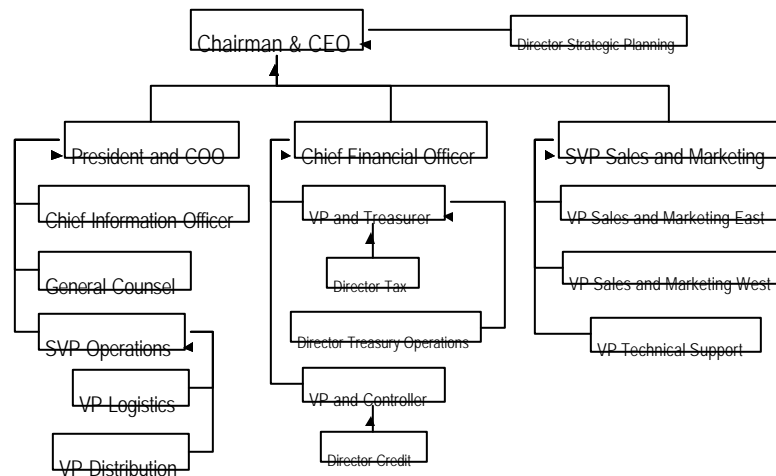 Chairman & CEO
Director Strategic Planning
President and COO
Chief Financial Officer
SVP Sales and Marketing
Chief Information Officer
VP and Treasurer
VP Sales and Marketing East
General Counsel
Director Tax
VP Sales and Marketing West
SVP Operations
Director Treasury Operations
VP Technical Support
VP Logistics
VP and Controller
VP Distribution
Director Credit